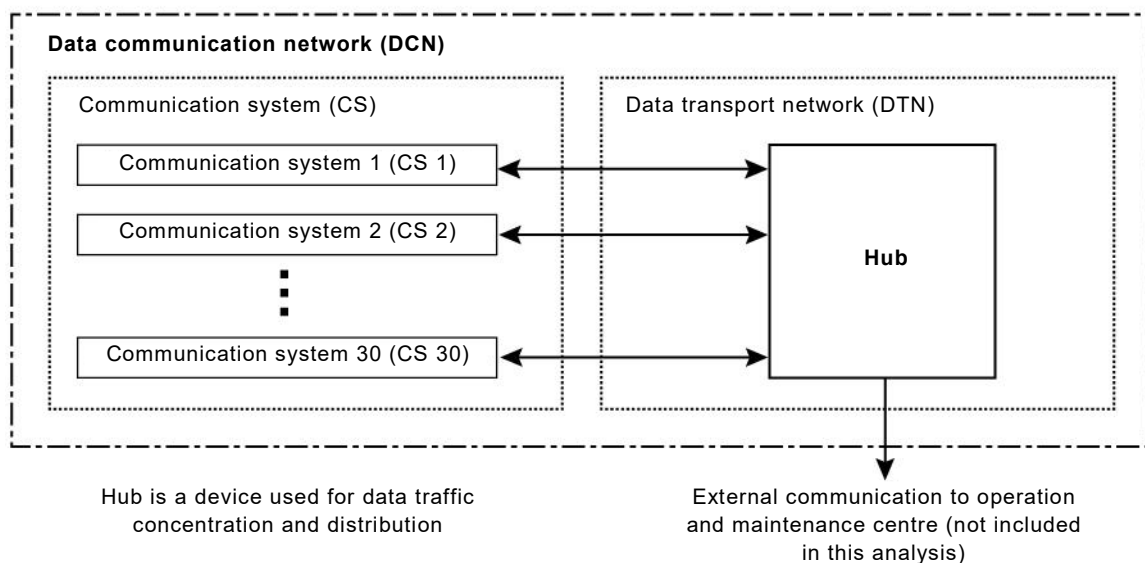 Data communication network (DCN)
Communication system (CS)
Data transport network (DTN)
Communication system 1 (CS 1)
Communication system 2 (CS 2)
Hub
Communication system 30 (CS 30)
Hub is a device used for data traffic
concentration and distribution
External communication to operation
and maintenance centre (not included
in this analysis)